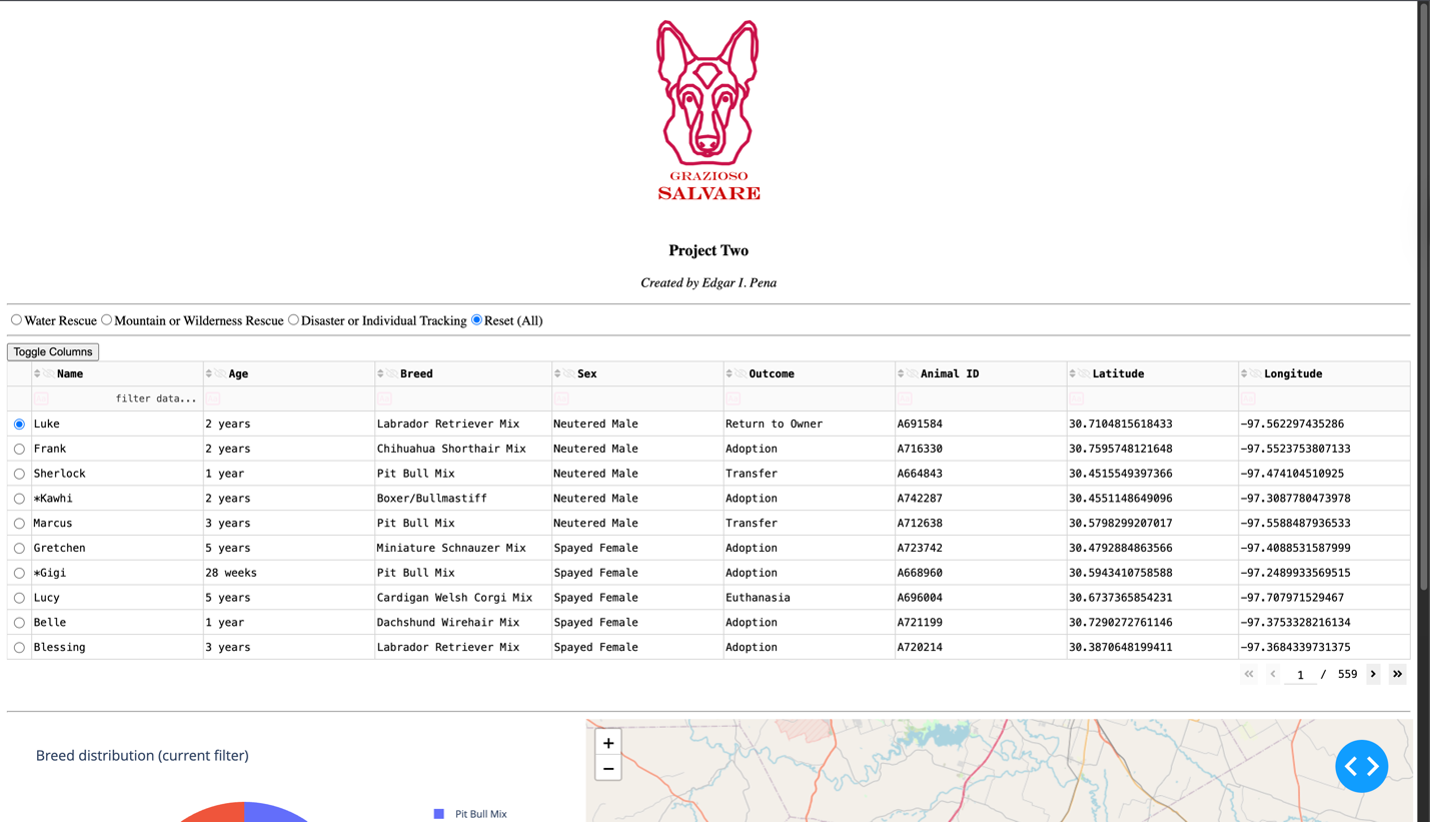 GRAZIOSO
SALVARE
Project Two
Created by Edgar I. Pena
Water Rescue Mountain or Wilderness Rescue Disaster or Individual Tracking Reset (All)
Toggle Columns
Name Age Breed Sex Outcome Animal ID Latitude Longitude
filter data...
Luke 2 years Labrador Retriever Mix Neutered Male Return to Owner A691584 30.7104815618433 -97.562297435286
Frank 2 years Chihuahua Shorthair Mix Neutered Male Adoption A716330 30.7595748121648 -97.5523753807133
Sherlock 1 year Pit Bull Mix Neutered Male Transfer A664843 30.4515549397366 -97.474104510925
*Kawhi 2 years Boxer/Bullmastiff Neutered Male Adoption A742287 30.4551148649096 -97.3087780473978
Marcus 3 years Pit Bull Mix Neutered Male Transfer A712638 30.5798299207017 -97.5588487936533
Gretchen 5 years Miniature Schnauzer Mix Spayed Female Adoption A723742 30.4792884863566 -97.4088531587999
*Gigi 28 weeks Pit Bull Mix Spayed Female Adoption A668960 30.5943410758588 -97.2489933569515
Lucy 5 years Cardigan Welsh Corgi Mix Spayed Female Euthanasia A696004 30.6737365854231 -97.707971529467
Belle 1 year Dachshund Wirehair Mix Spayed Female Adoption A721199 30.7290272761146 -97.3753328216134
Blessing 3 years Labrador Retriever Mix Spayed Female Adoption A720214 30.3870648199411 -97.3684339731375
« ‹ 1 / 559 › »
Breed distribution (current filter)
+
−
Pit Bull Mix